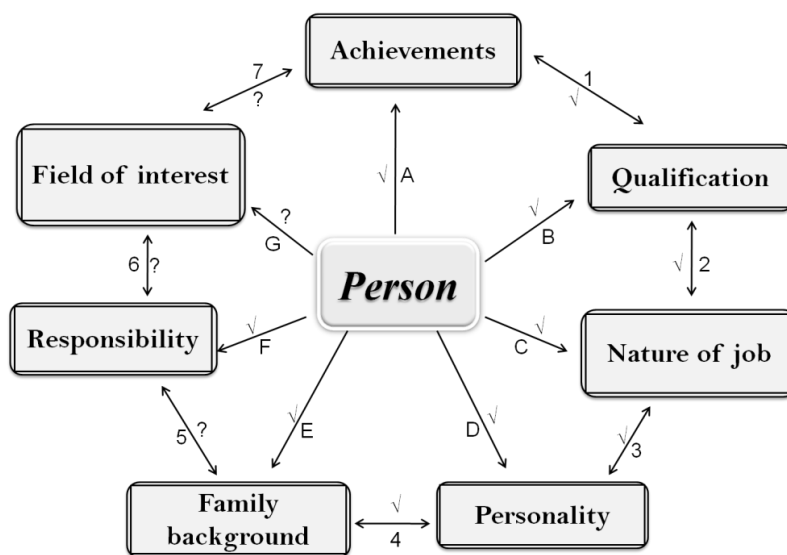 Achievements
7
?
1
√
Field of interest
Qualification
√ A
?
G
√
B
Person
6 ?
√ 2
Responsibility
√
F
C √
Nature of job
5 ?
√
E
D √
√ 3
Family
background
√
4
Personality